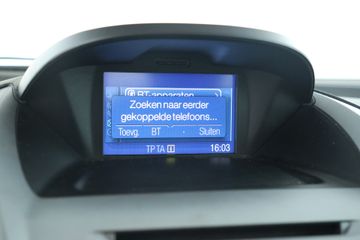 BT-apparaten
Zoeken naar eerder
gekoppelde telefoons...
Toevg. BT Sluiten
TP TA 16:03